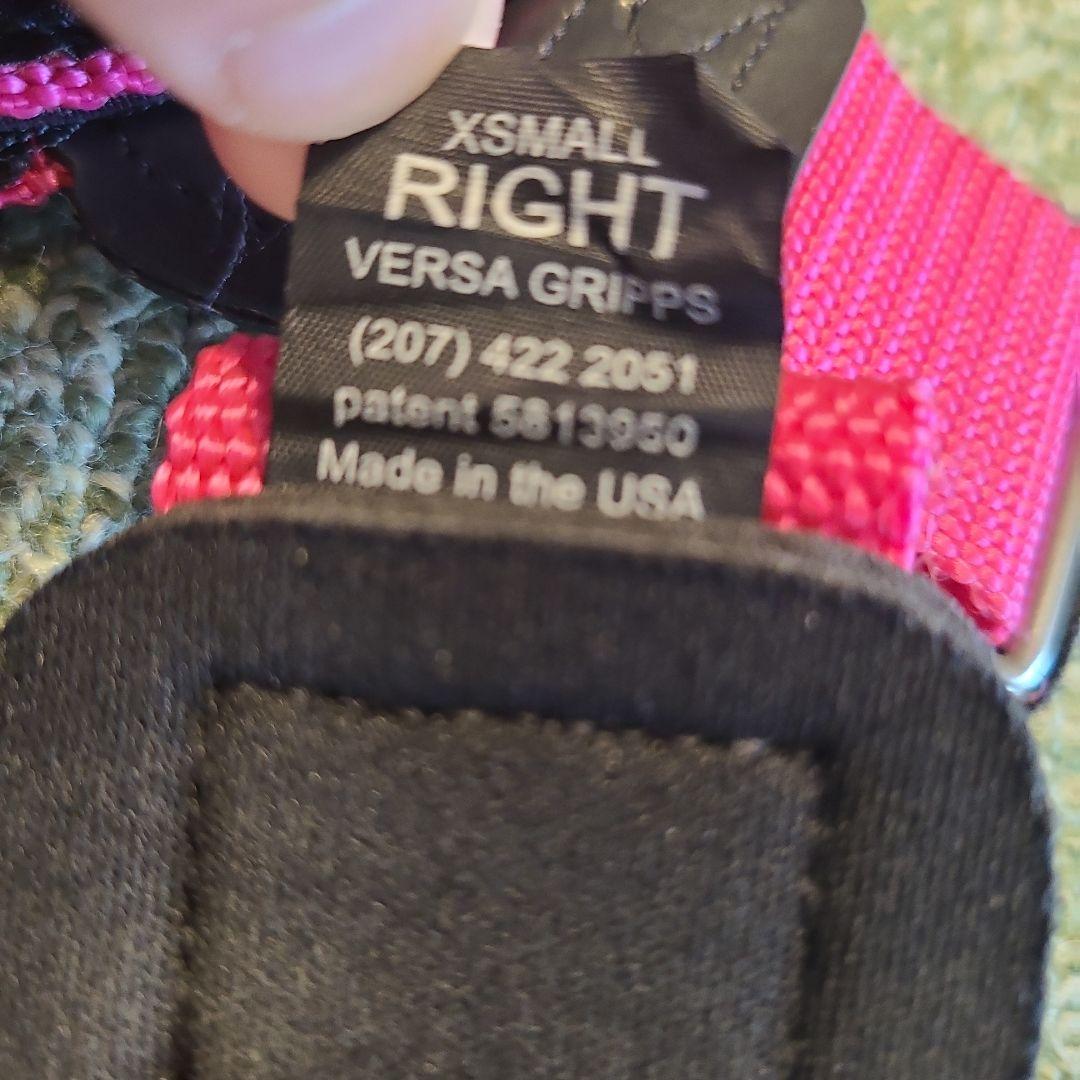 XSMALL
RIGHT
VERSA GRIPPS
(207) 422 2051
patent 5813950
Made in the USA